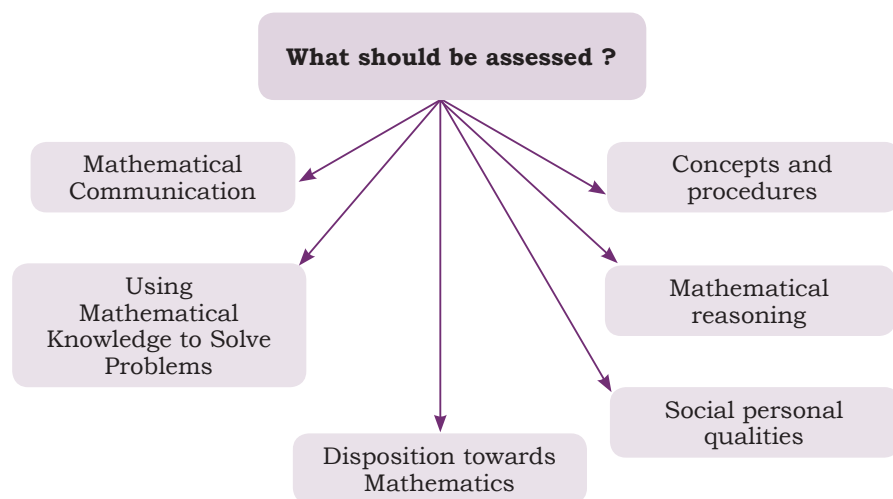 What should be assessed ?
Mathematical
Communication
Concepts and
procedures
Using
Mathematical
Knowledge to Solve
Problems
Mathematical
reasoning
Social personal
qualities
Disposition towards
Mathematics